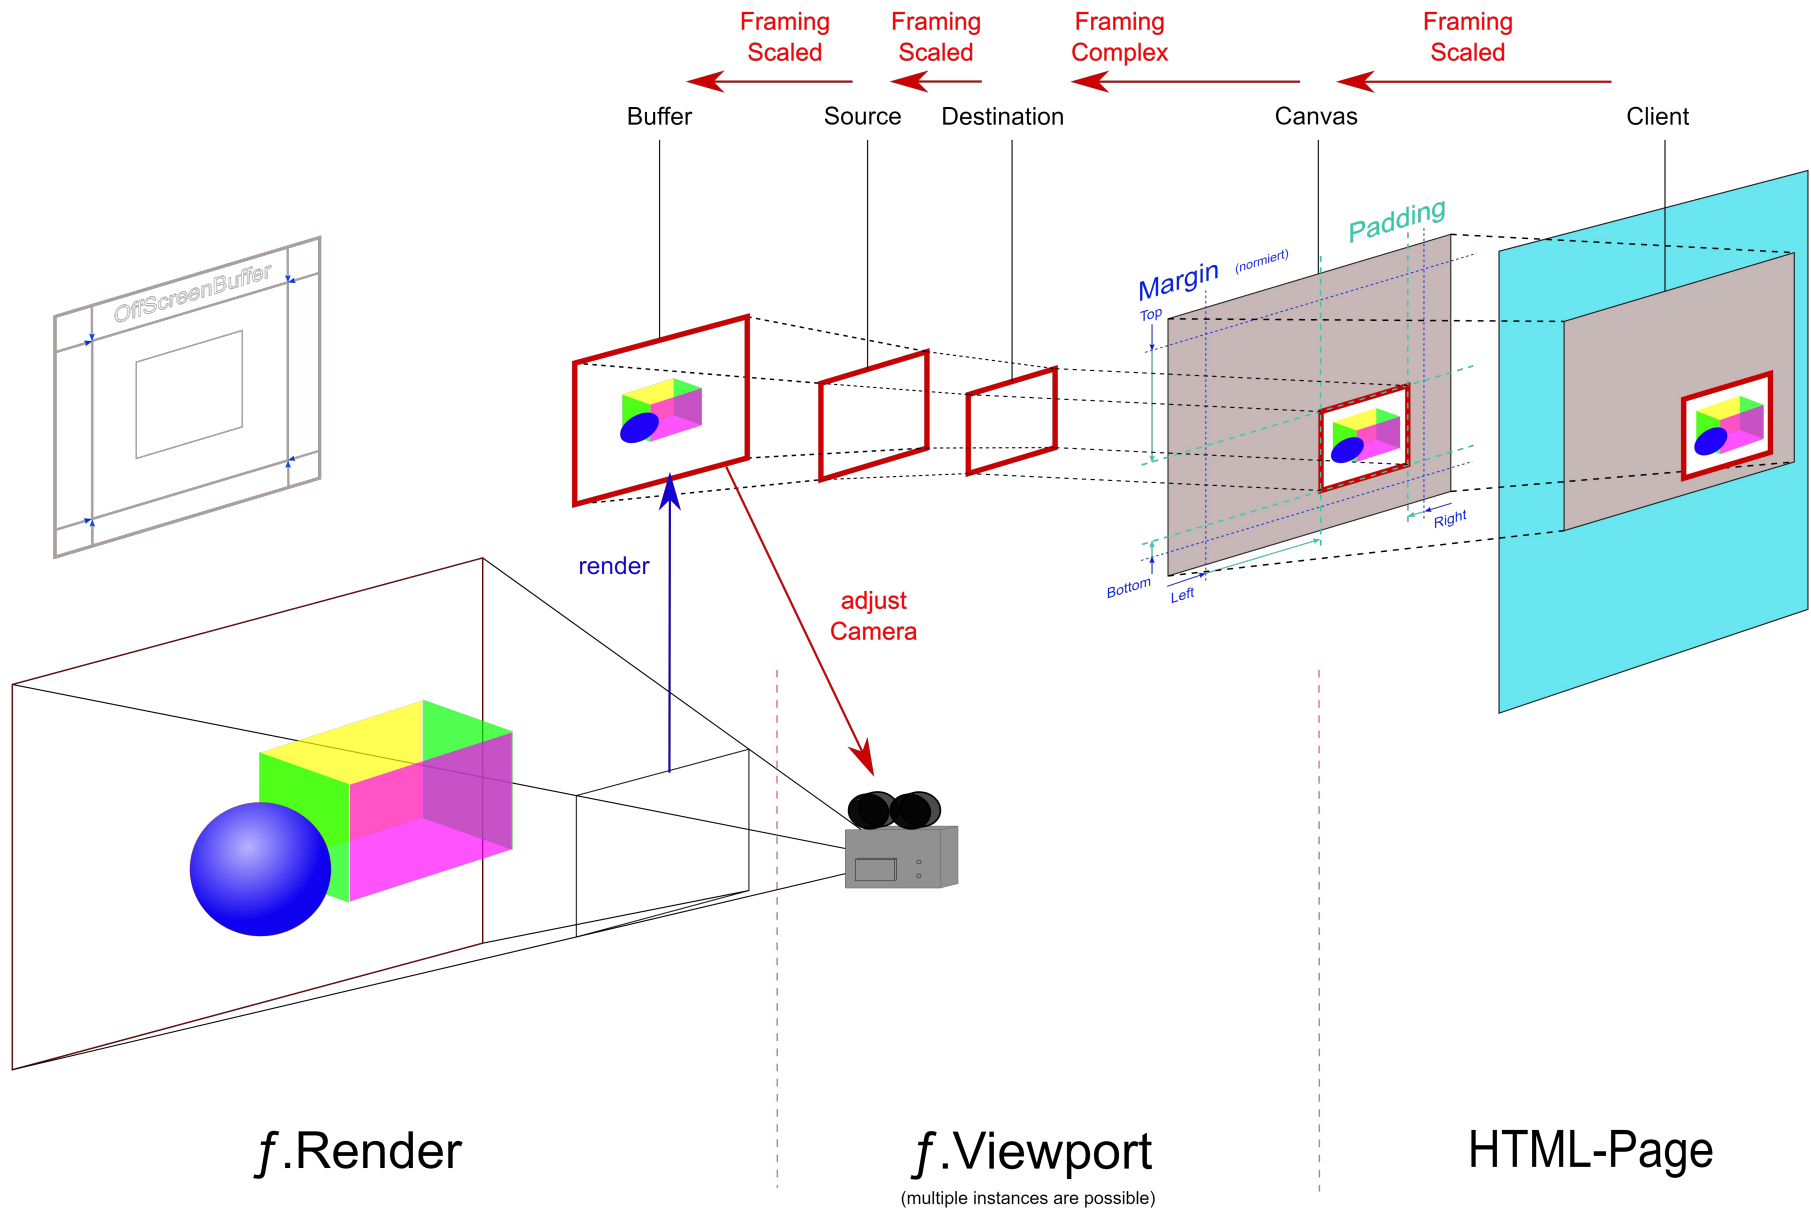 Framing
Scaled
Framing
Scaled
Framing
Complex
Framing
Scaled
Buffer
Source
Destination
Canvas
Client
OffScreenBuffer
Padding
Margin (normiert)
Top
Right
Bottom
Left
render
adjust
Camera
ƒ.Render
ƒ.Viewport
(multiple instances are possible)
HTML-Page